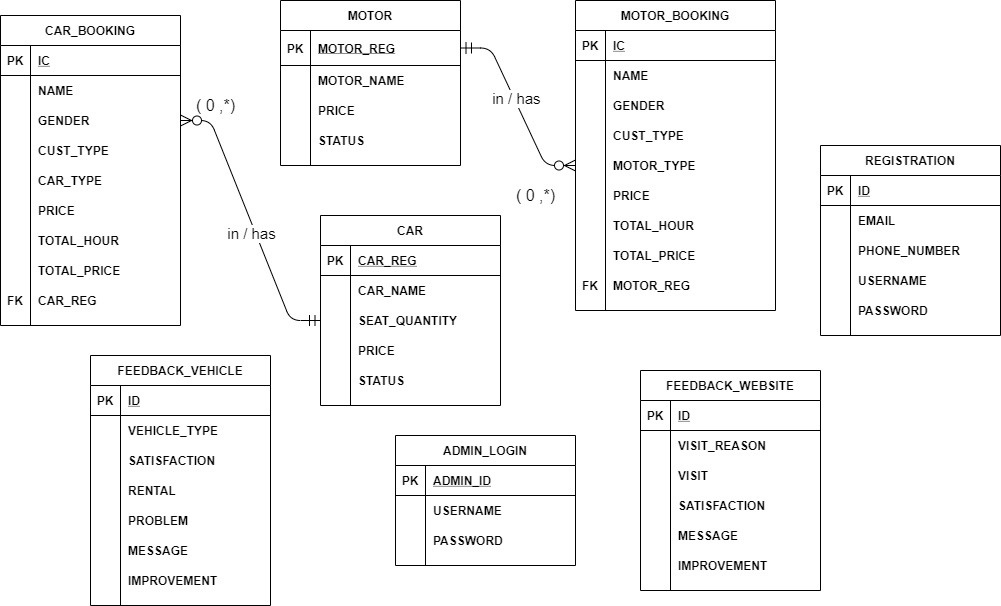 CAR_BOOKING
PK IC
NAME
GENDER
CUST_TYPE
CAR_TYPE
PRICE
TOTAL_HOUR
TOTAL_PRICE
FK CAR_REG
( 0 ,*)
in / has
MOTOR
PK MOTOR_REG
MOTOR_NAME
PRICE
STATUS
in / has
( 0 ,*)
MOTOR_BOOKING
PK IC
NAME
GENDER
CUST_TYPE
MOTOR_TYPE
PRICE
TOTAL_HOUR
TOTAL_PRICE
FK MOTOR_REG
REGISTRATION
PK ID
EMAIL
PHONE_NUMBER
USERNAME
PASSWORD
CAR
PK CAR_REG
CAR_NAME
SEAT_QUANTITY
PRICE
STATUS
FEEDBACK_VEHICLE
PK ID
VEHICLE_TYPE
SATISFACTION
RENTAL
PROBLEM
MESSAGE
IMPROVEMENT
ADMIN_LOGIN
PK ADMIN_ID
USERNAME
PASSWORD
FEEDBACK_WEBSITE
PK ID
VISIT_REASON
VISIT
SATISFACTION
MESSAGE
IMPROVEMENT